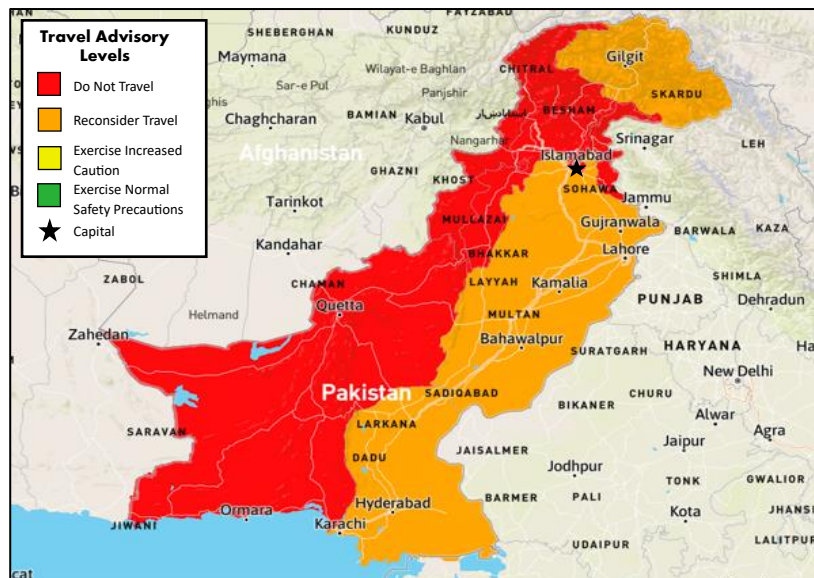 Travel Advisory
Levels
Do Not Travel
Reconsider Travel
Exercise Increased
Caution
Exercise Normal
Safety Precautions
Capital
FAYZABAD
SHEBERGHAN
KUNDUZ
Maymana
Wilayat-e Baghlan
CHITRAL
Gilgit
Sar-e Pul
Panjshir
SKARDU
Chaghcharan
BAMIAN
Kabul
BESHAM
Nangarhar
Srinagar
LEH
Afghanistan
Islamabad
GHAZNI
KHOST
SOHAWA
Tarinkot
Jammu
MULLAZAI
Gujranwala
KAZA
BARWALA
Kandahar
BHAKKAR
Lahore
ZABOL
CHAMAN
LAYYAH
Kamalia
SHIMLA
Helmand
Quetta
PUNJAB
Dehradun
MULTAN
Zahedan
Bahawalpur
SURATGARH
HARYANA
Ha
New Delhi
Pakistan
SADIQABAD
CHURU
BIKANER
SARAVAN
LARKANA
Alwar
Agra
JAISALMER
Jaipur
DADU
Jodhpur
TONK
GWALIOR
Ormara
Hyderabad
BARMER
PALI
Kota
JHANS
JIWANI
Karachi
UDAIPUR
LALITPUR
cat